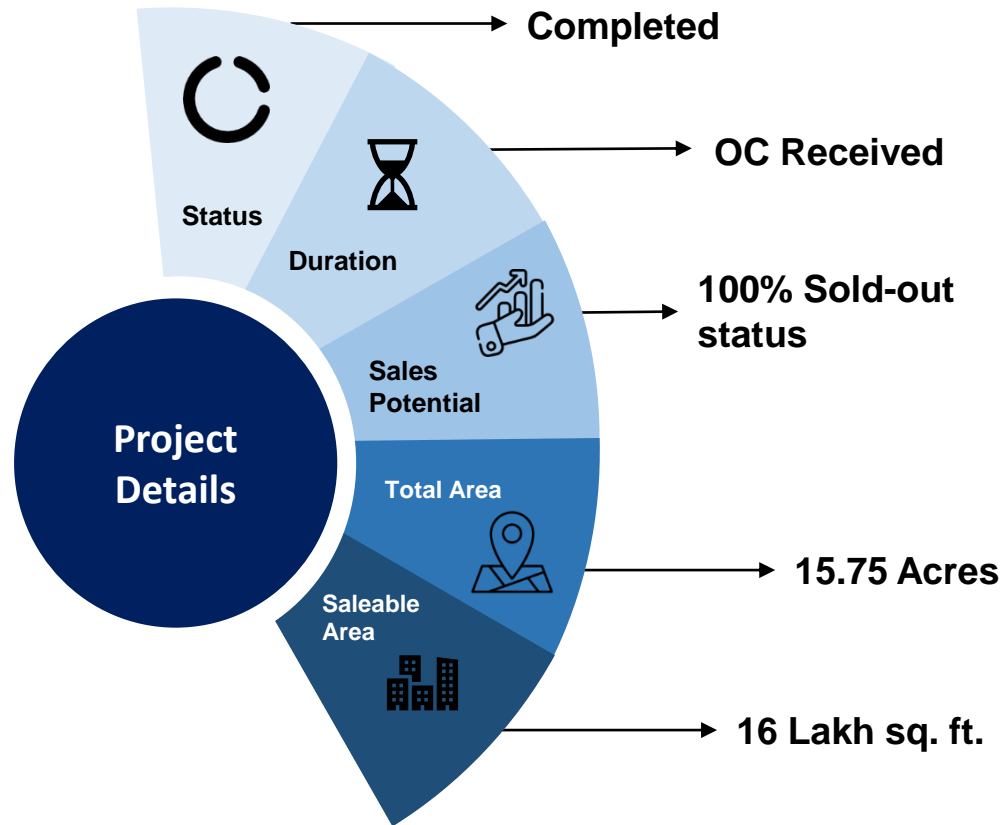 Completed
Status
OC Received
Duration
100% Sold-out
status
Sales
Potential
Project
Details
Total Area
15.75 Acres
Saleable
Area
16 Lakh sq. ft.